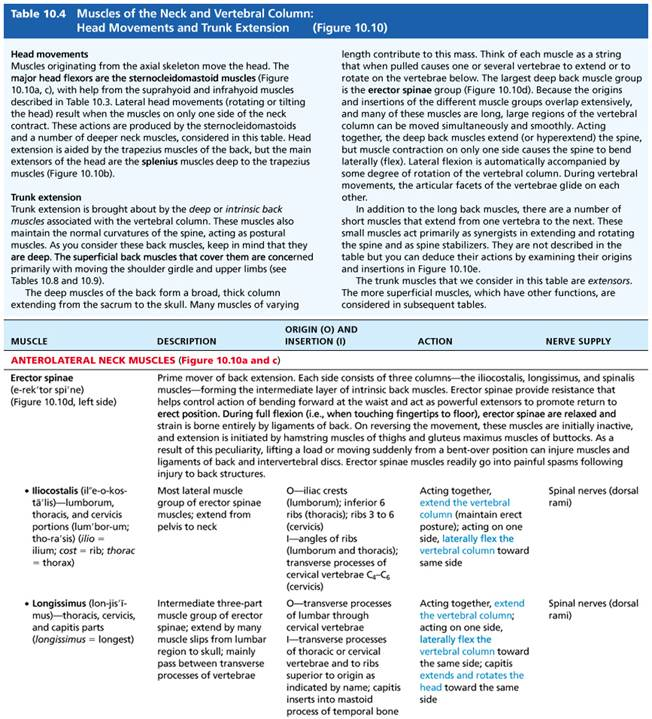 Table 10.4 Muscles of the Neck and Vertebral Column:
Head Movements and Trunk Extension (Figure 10.10)
Head movements
Muscles originating from the axial skeleton move the head. The
major head flexors are the sternocleidomastoid muscles (Figure
10.10a, c), with help from the suprahyoid and infrahyoid muscles
described in Table 10.3. Lateral head movements (rotating or tilting
the head) result when the muscles on only one side of the neck
contract. These actions are produced by the sternocleidomastoids
and a number of deeper neck muscles, considered in this table. Head
extension is aided by the trapezius muscles of the back, but the main
extensors of the head are the splenius muscles deep to the trapezius
muscles (Figure 10.10b).
Trunk extension
Trunk extension is brought about by the deep or intrinsic back
muscles associated with the vertebral column. These muscles also
maintain the normal curvatures of the spine, acting as postural
muscles. As you consider these back muscles, keep in mind that they
are deep. The superficial back muscles that cover them are concerned
primarily with moving the shoulder girdle and upper limbs (see
Tables 10.8 and 10.9).
The deep muscles of the back form a broad, thick column
extending from the sacrum to the skull. Many muscles of varying
length contribute to this mass. Think of each muscle as a string
that when pulled causes one or several vertebrae to extend or to
rotate on the vertebrae below. The largest deep back muscle group
is the erector spinae group (Figure 10.10d). Because the origins
and insertions of the different muscle groups overlap extensively,
and many of these muscles are long, large regions of the vertebral
column can be moved simultaneously and smoothly. Acting
together, the deep back muscles extend (or hyperextend) the spine,
but muscle contraction on only one side causes the spine to bend
laterally (flex). Lateral flexion is automatically accompanied by
some degree of rotation of the vertebral column. During vertebral
movements, the articular facets of the vertebrae glide on each
other.
In addition to the long back muscles, there are a number of
short muscles that extend from one vertebra to the next. These
small muscles act primarily as synergists in extending and rotating
the spine and as spine stabilizers. They are not described in the
table but you can deduce their actions by examining their origins
and insertions in Figure 10.10e.
The trunk muscles that we consider in this table are extensors.
The more superficial muscles, which have other functions, are
considered in subsequent tables.
MUSCLE DESCRIPTION ORIGIN (O) AND
INSERTION (I) ACTION NERVE SUPPLY
ANTEROLATERAL NECK MUSCLES (Figure 10.10a and c)
Erector spinae
(e-rek′tor spi′ne)
(Figure 10.10d, left side)
Prime mover of back extension. Each side consists of three columns—the iliocostalis, longissimus, and spinalis
muscles—forming the intermediate layer of intrinsic back muscles. Erector spinae provide resistance that
helps control action of bending forward at the waist and act as powerful extensors to promote return to
erect position. During full flexion (i.e., when touching fingertips to floor), erector spinae are relaxed and
strain is borne entirely by ligaments of back. On reversing the movement, these muscles are initially inactive,
and extension is initiated by hamstring muscles of thighs and gluteus maximus muscles of buttocks. As a
result of this peculiarity, lifting a load or moving suddenly from a bent-over position can injure muscles and
ligaments of back and intervertebral discs. Erector spinae muscles readily go into painful spasms following
injury to back structures.
• Iliocostalis (il″e-o-kos-
tă′lis)—lumborum,
thoracis, and cervicis
portions (lum′bor-um;
tho-ra′sis) (ilio =
ilium; cost = rib; thorac
= thorax)
Most lateral muscle
group of erector spinae
muscles; extend from
pelvis to neck
O—iliac crests
(lumborum); inferior 6
ribs (thoracis); ribs 3 to 6
(cervicis)
I—angles of ribs
(lumborum and thoracis);
transverse processes of
cervical vertebrae C₄–C₆
(cervicis)
Acting together,
extend the vertebral
column (maintain erect
posture); acting on one
side, laterally flex the
vertebral column toward
same side
Spinal nerves (dorsal
rami)
• Longissimus (lon-jis′ĭ-
mus)—thoracis, cervicis,
and capitis parts
(longissimus = longest)
Intermediate three-part
muscle group of erector
spinae; extend by many
muscle slips from lumbar
region to skull; mainly
pass between transverse
processes of vertebrae
O—transverse processes
of lumbar through
cervical vertebrae
I—transverse processes
of thoracic or cervical
vertebrae and to ribs
superior to origin as
indicated by name; capitis
inserts into mastoid
process of temporal bone
Acting together, extend
the vertebral column;
acting on one side,
laterally flex the
vertebral column toward
the same side; capitis
extends and rotates the
head toward the same
side
Spinal nerves (dorsal
rami)